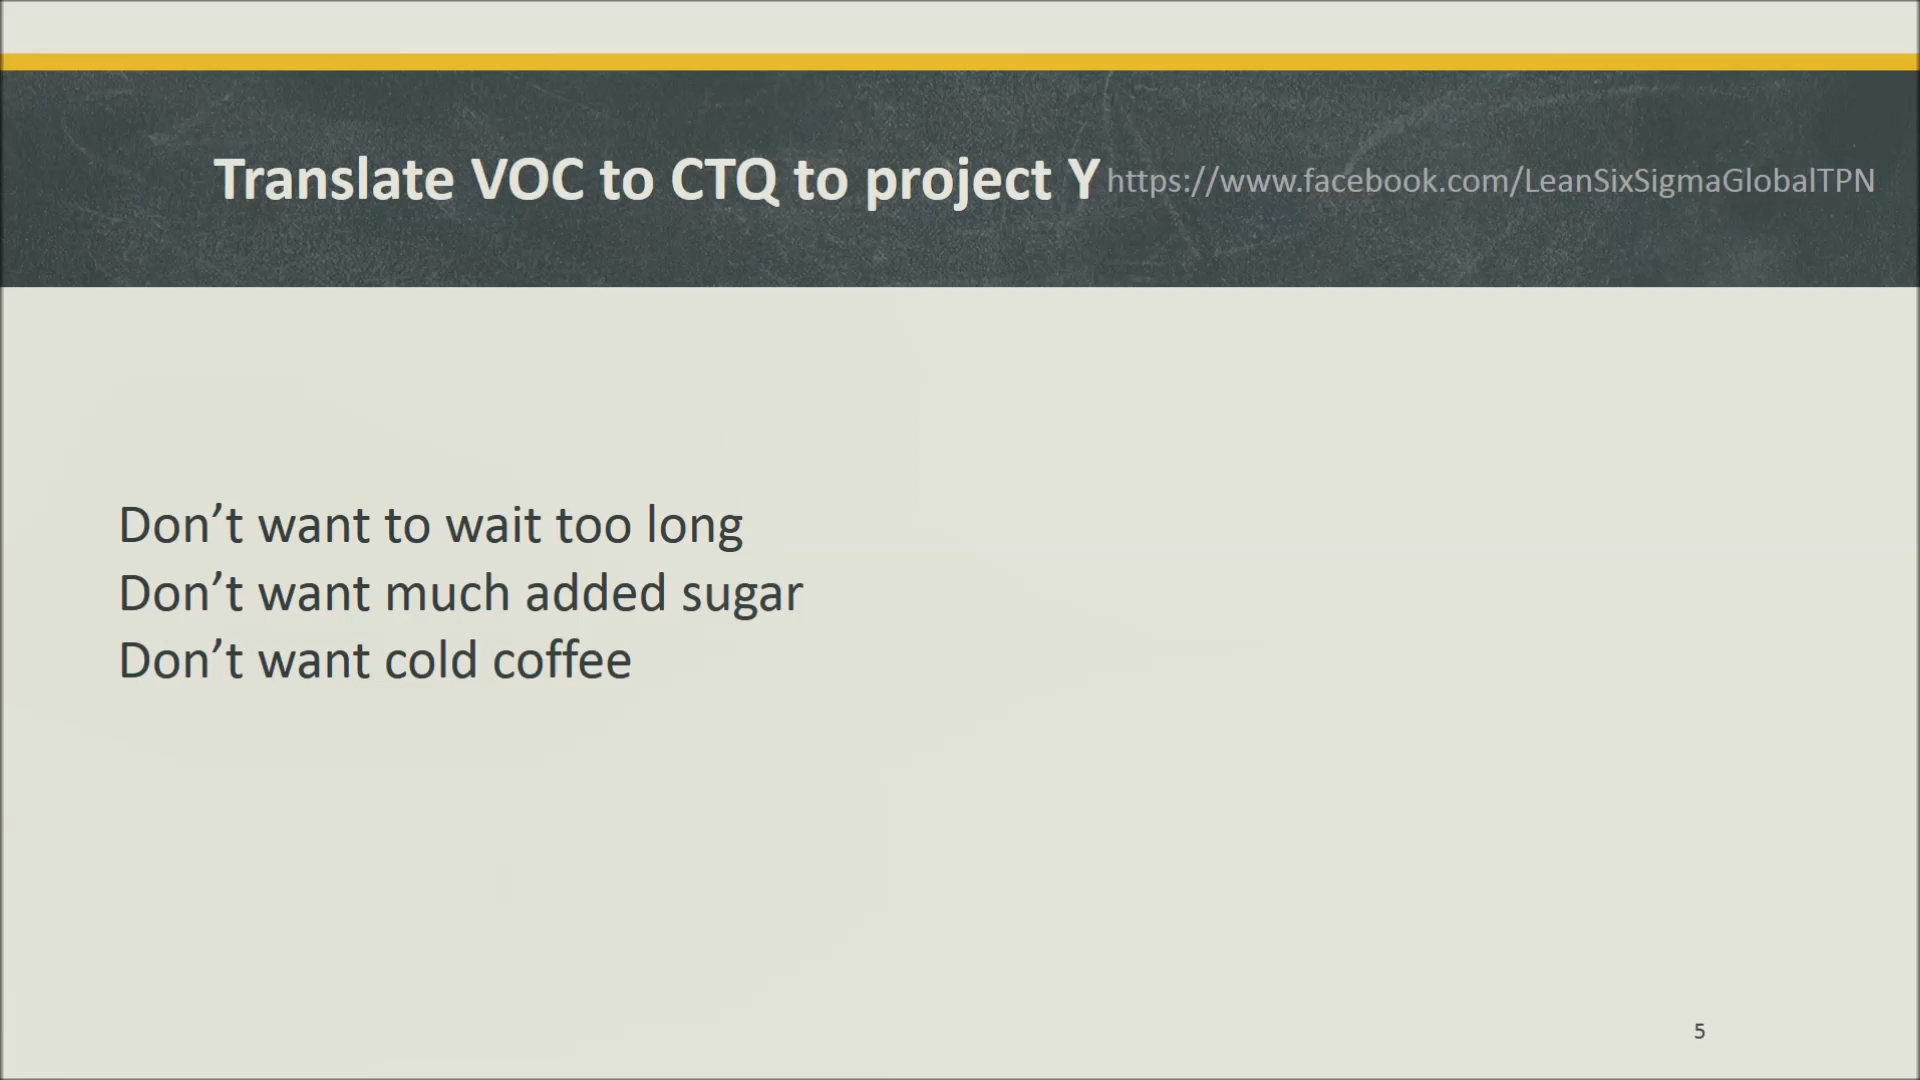 Translate VOC to CTQ to project Y
https://www.facebook.com/LeanSixSigmaGlobalTPN
Don’t want to wait too long
Don’t want much added sugar
Don’t want cold coffee
5